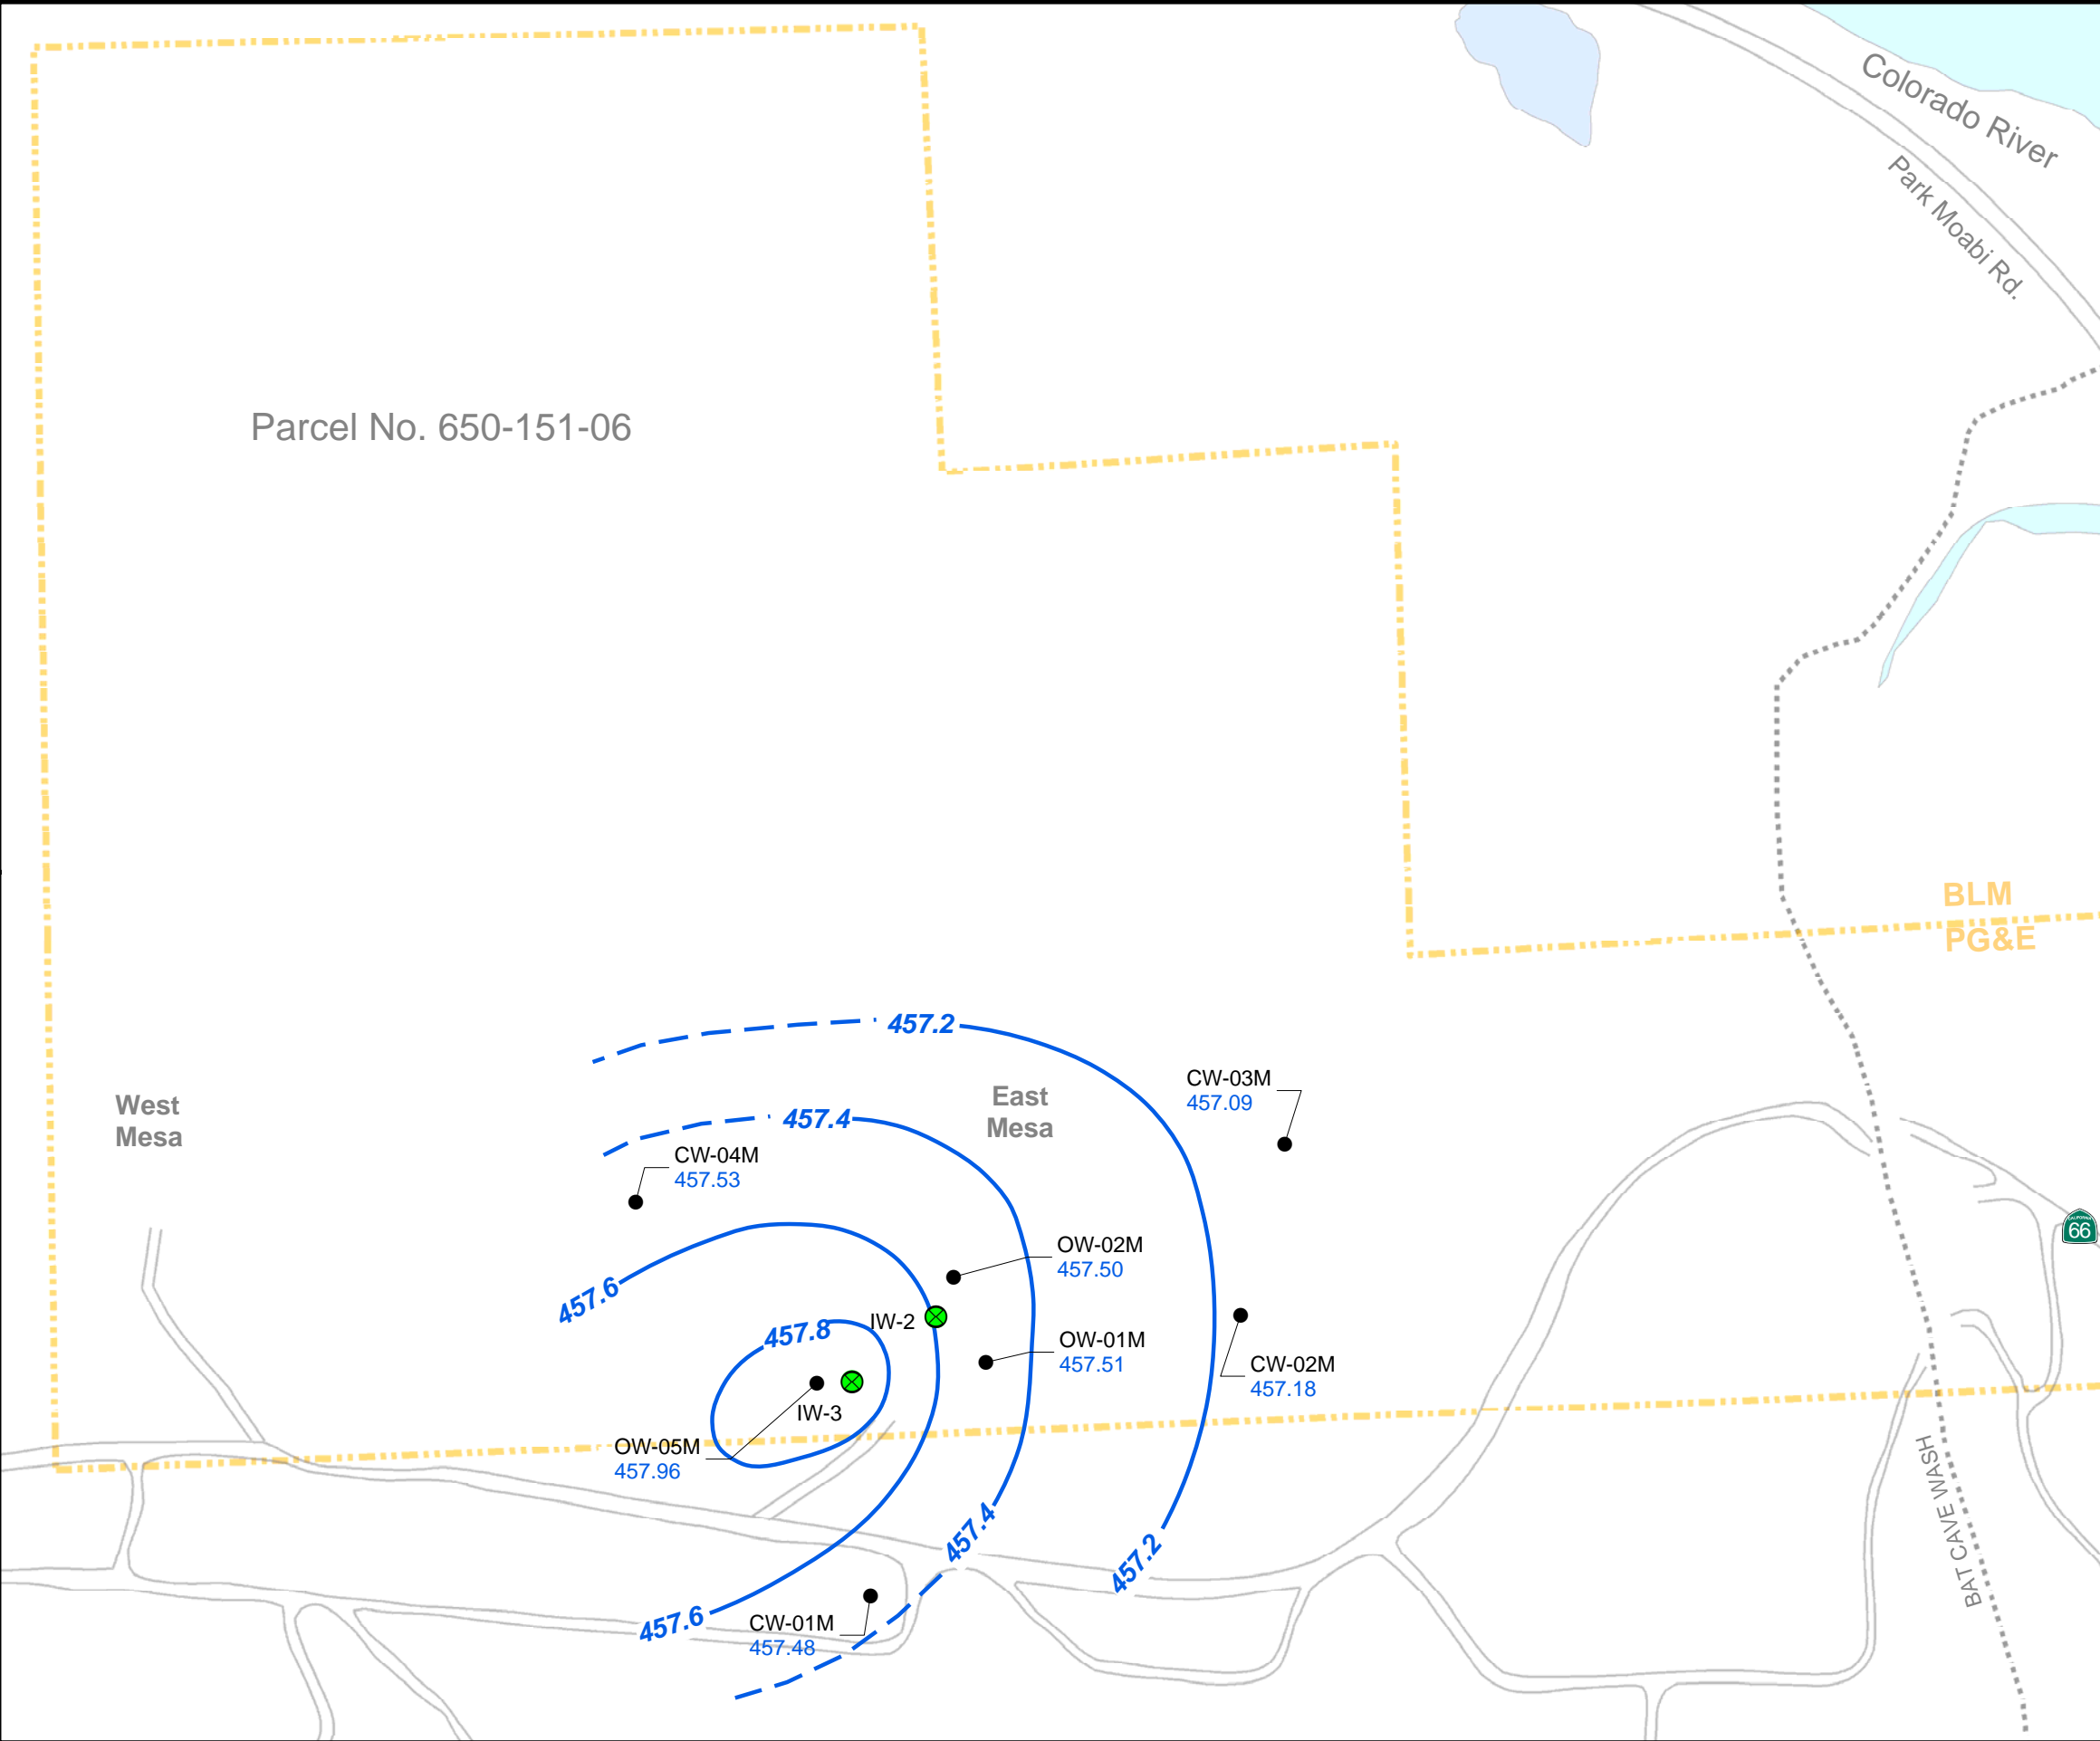 Colorado River
Park Moabi Rd.
Parcel No. 650-151-06
BLM
PG&E
457.2
CW-03M
457.09
West
Mesa
East
Mesa
457.4
CW-04M
457.53
CALIFORNIA
66
OW-02M
457.50
457.6
IW-2
457.8
OW-01M
457.51
CW-02M
457.18
IW-3
OW-05M
457.96
BAT CAVE WASH
457.4
457.2
457.6
CW-01M
457.48